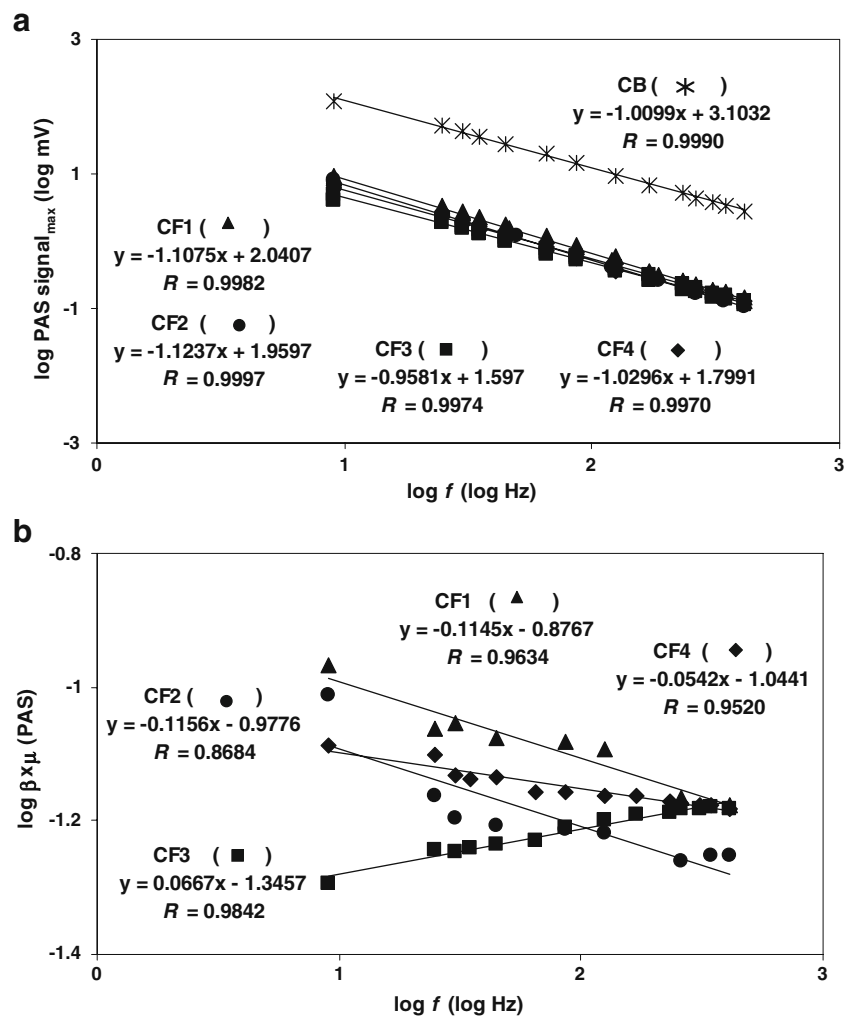 a
3
1
-1
-3
0
1
2
3
log PAS signalmax (log mV)
log f (log Hz)
CB ( )
y = -1.0099x + 3.1032
R = 0.9990
CF1 ( )
y = -1.1075x + 2.0407
R = 0.9982
CF2 ( )
y = -1.1237x + 1.9597
R = 0.9997
CF3 ( )
y = -0.9581x + 1.597
R = 0.9974
CF4 ( )
y = -1.0296x + 1.7991
R = 0.9970
b
-0.8
-1
-1.2
-1.4
0
1
2
3
log βxμ (PAS)
log f (log Hz)
CF1 ( )
y = -0.1145x - 0.8767
R = 0.9634
CF4 ( )
y = -0.0542x - 1.0441
R = 0.9520
CF2 ( )
y = -0.1156x - 0.9776
R = 0.8684
CF3 ( )
y = 0.0667x - 1.3457
R = 0.9842